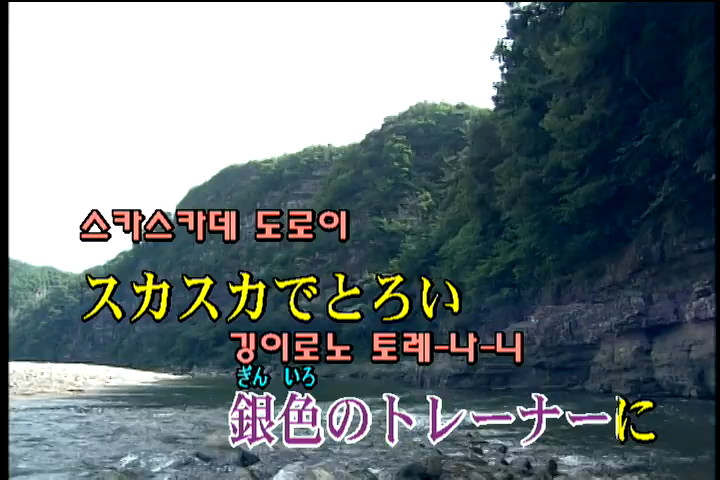 스카스카데 도로이
スカスカでとろい
깅이로노 토레-나-니
ぎん いろ
銀色のトレーナーに